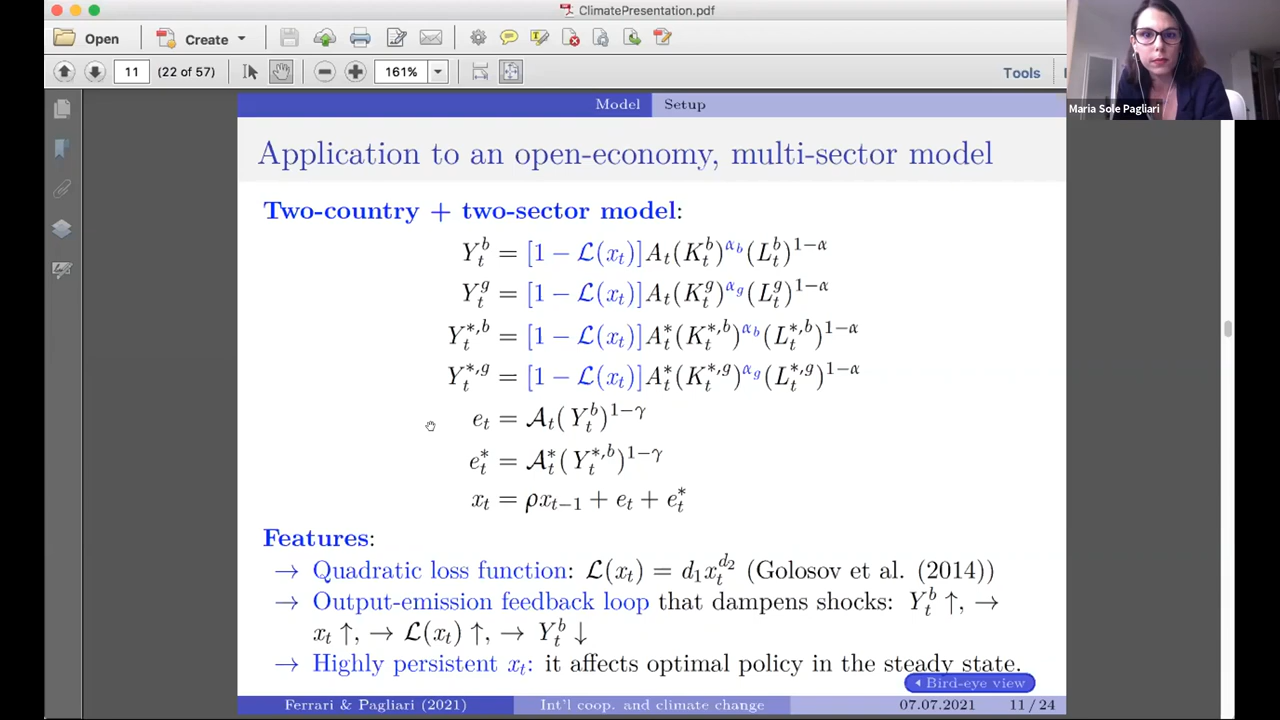 ClimatePresentation.pdf
Open
Create
11
(22 of 57)
161%
Tools
Maria Sole Pagliari
Model Setup
Application to an open-economy, multi-sector model
Two-country + two-sector model:
Y_t^b = [1 − ℒ(x_t)]A_t(K_t^b)^{α_b}(L_t^b)^{1−α}
Y_t^g = [1 − ℒ(x_t)]A_t(K_t^g)^{α_g}(L_t^g)^{1−α}
Y_t^{*,b} = [1 − ℒ(x_t)]A_t^*(K_t^{*,b})^{α_b}(L_t^{*,b})^{1−α}
Y_t^{*,g} = [1 − ℒ(x_t)]A_t^*(K_t^{*,g})^{α_g}(L_t^{*,g})^{1−α}
e_t = 𝒜_t(Y_t^b)^{1−γ}
e_t^* = 𝒜_t^*(Y_t^{*,b})^{1−γ}
x_t = ρx_{t−1} + e_t + e_t^*
Features:
→ Quadratic loss function: ℒ(x_t) = d_1x_t^{d_2} (Golosov et al. (2014))
→ Output-emission feedback loop that dampens shocks: Y_t^b ↑, →
x_t ↑, → ℒ(x_t) ↑, → Y_t^b ↓
→ Highly persistent x_t: it affects optimal policy in the steady state.
Bird-eye view
Ferrari & Pagliari (2021) Int'l coop. and climate change 07.07.2021 11/24